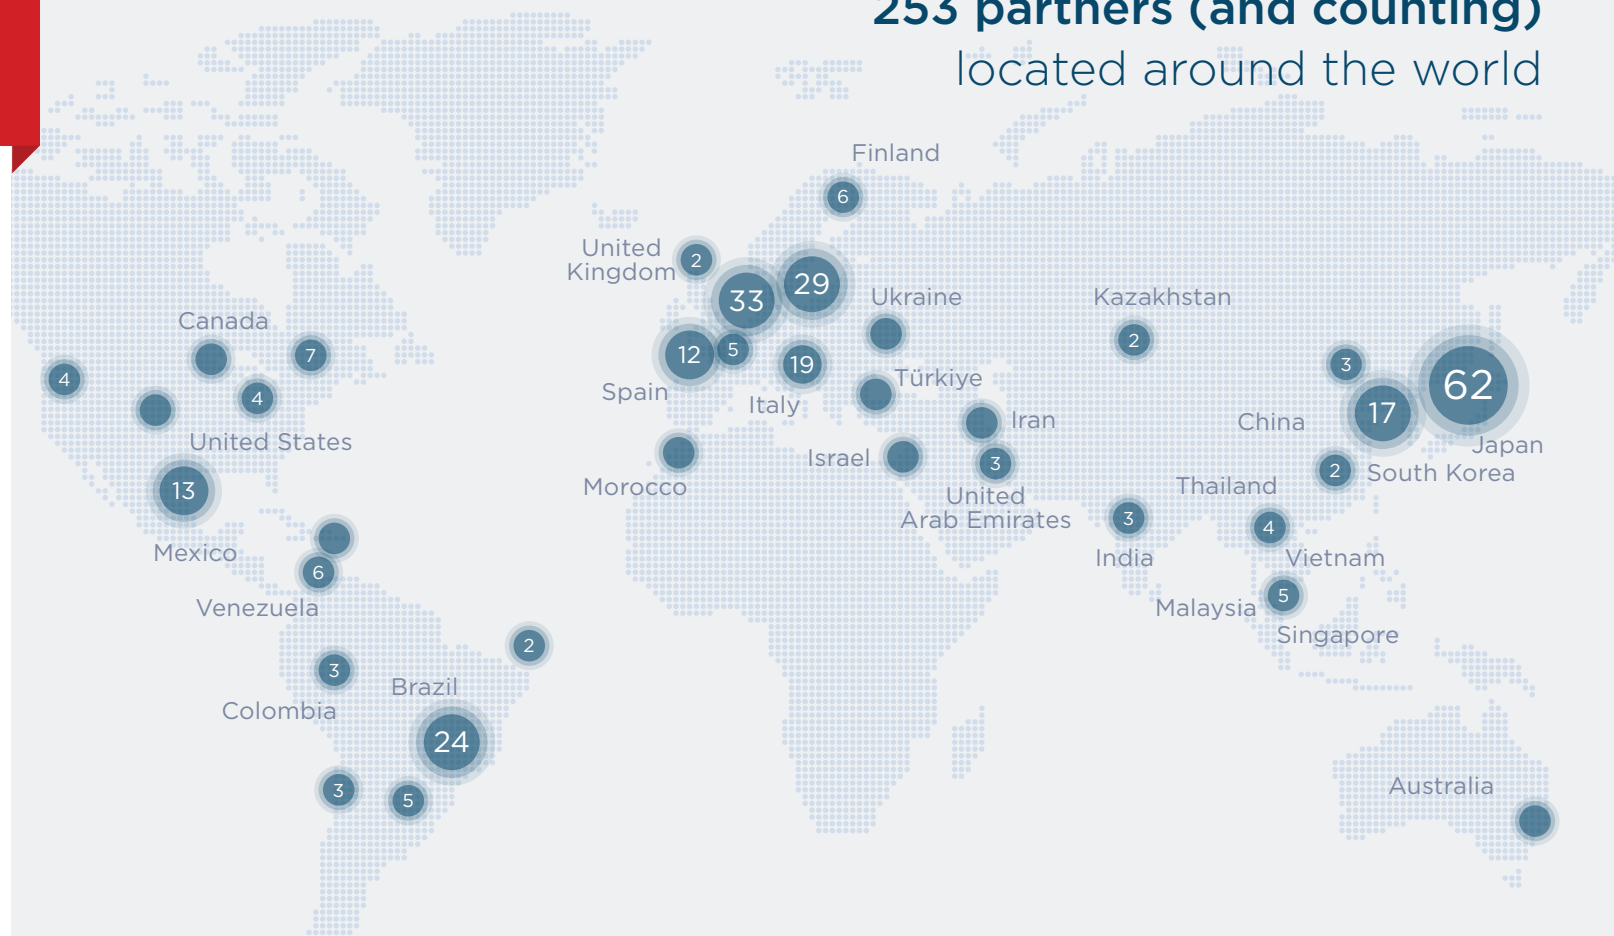 253 partners (and counting)
located around the world
Finland
6
United
Kingdom
2
33
29
Ukraine
Kazakhstan
2
Canada
7
4
4
United States
12
5
19
Spain
Italy
Türkiye
Iran
Israel
3
United
Arab Emirates
Morocco
3
62
17
China
Japan
2
South Korea
Thailand
4
Vietnam
3
India
Malaysia
5
Singapore
13
Mexico
6
Venezuela
2
3
Brazil
Colombia
24
3
5
Australia